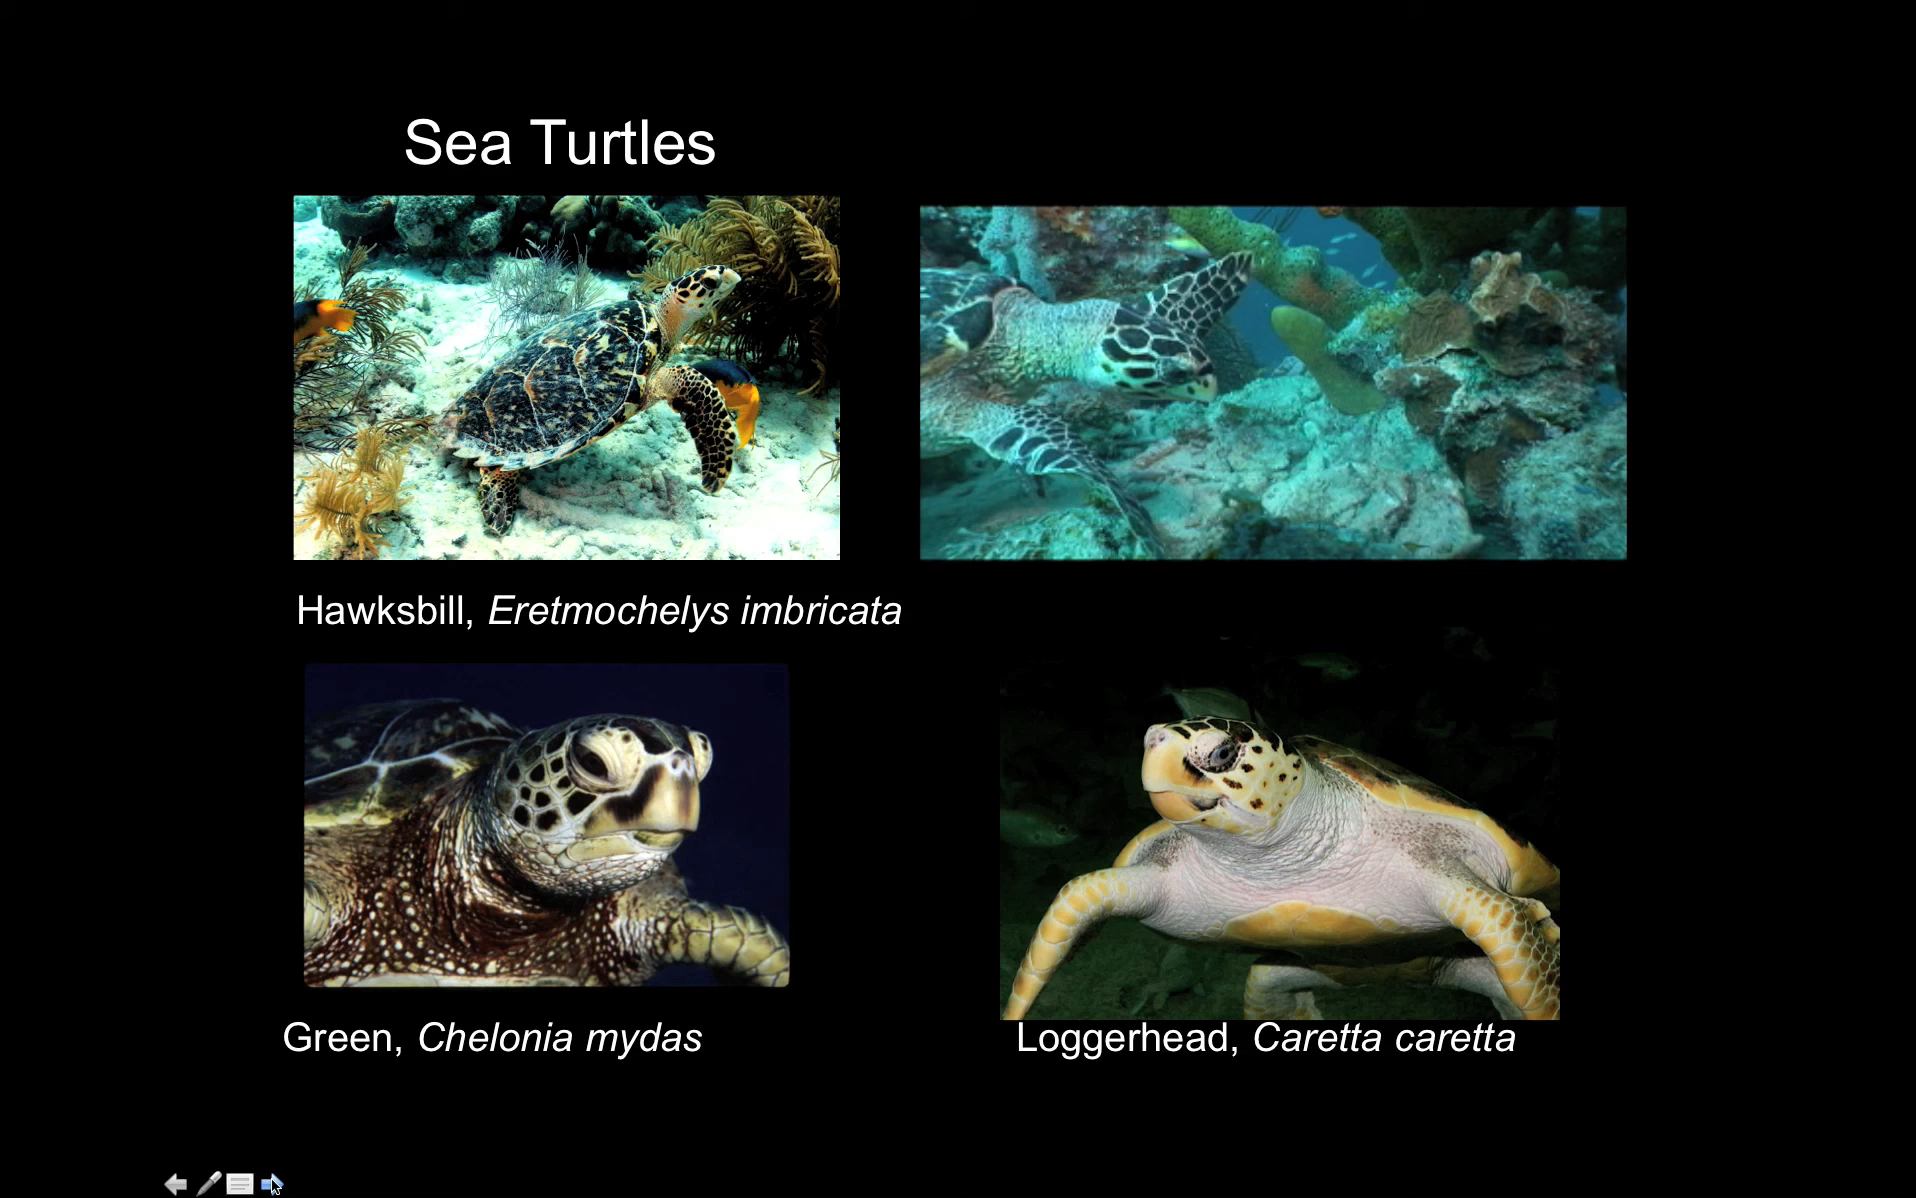 Sea Turtles
Hawksbill, Eretmochelys imbricata
Green, Chelonia mydas
Loggerhead, Caretta caretta